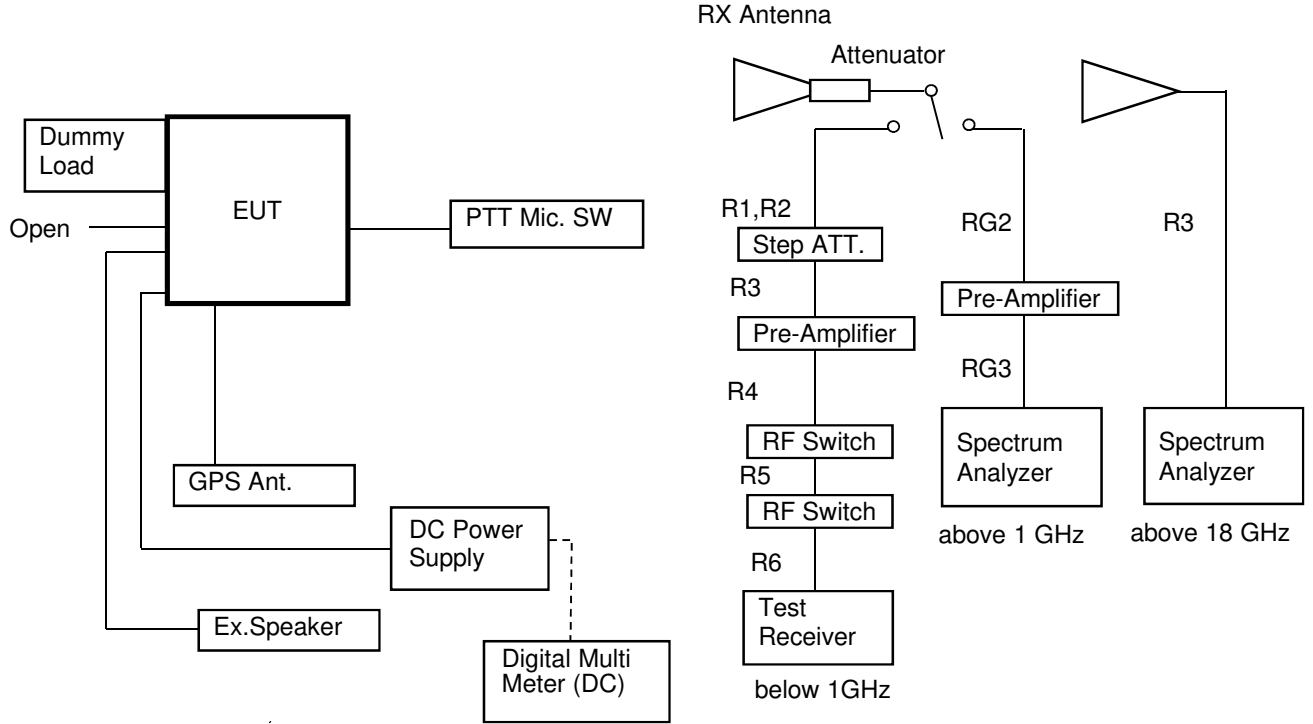 RX Antenna
Attenuator
Dummy
Load
EUT
Open
PTT Mic. SW
GPS Ant.
DC Power
Supply
Ex.Speaker
Digital Multi
Meter (DC)
R1,R2
Step ATT.
R3
Pre-Amplifier
R4
RF Switch
R5
RF Switch
R6
Test
Receiver
below 1GHz
RG2
Pre-Amplifier
RG3
Spectrum
Analyzer
above 1 GHz
R3
Spectrum
Analyzer
above 18 GHz